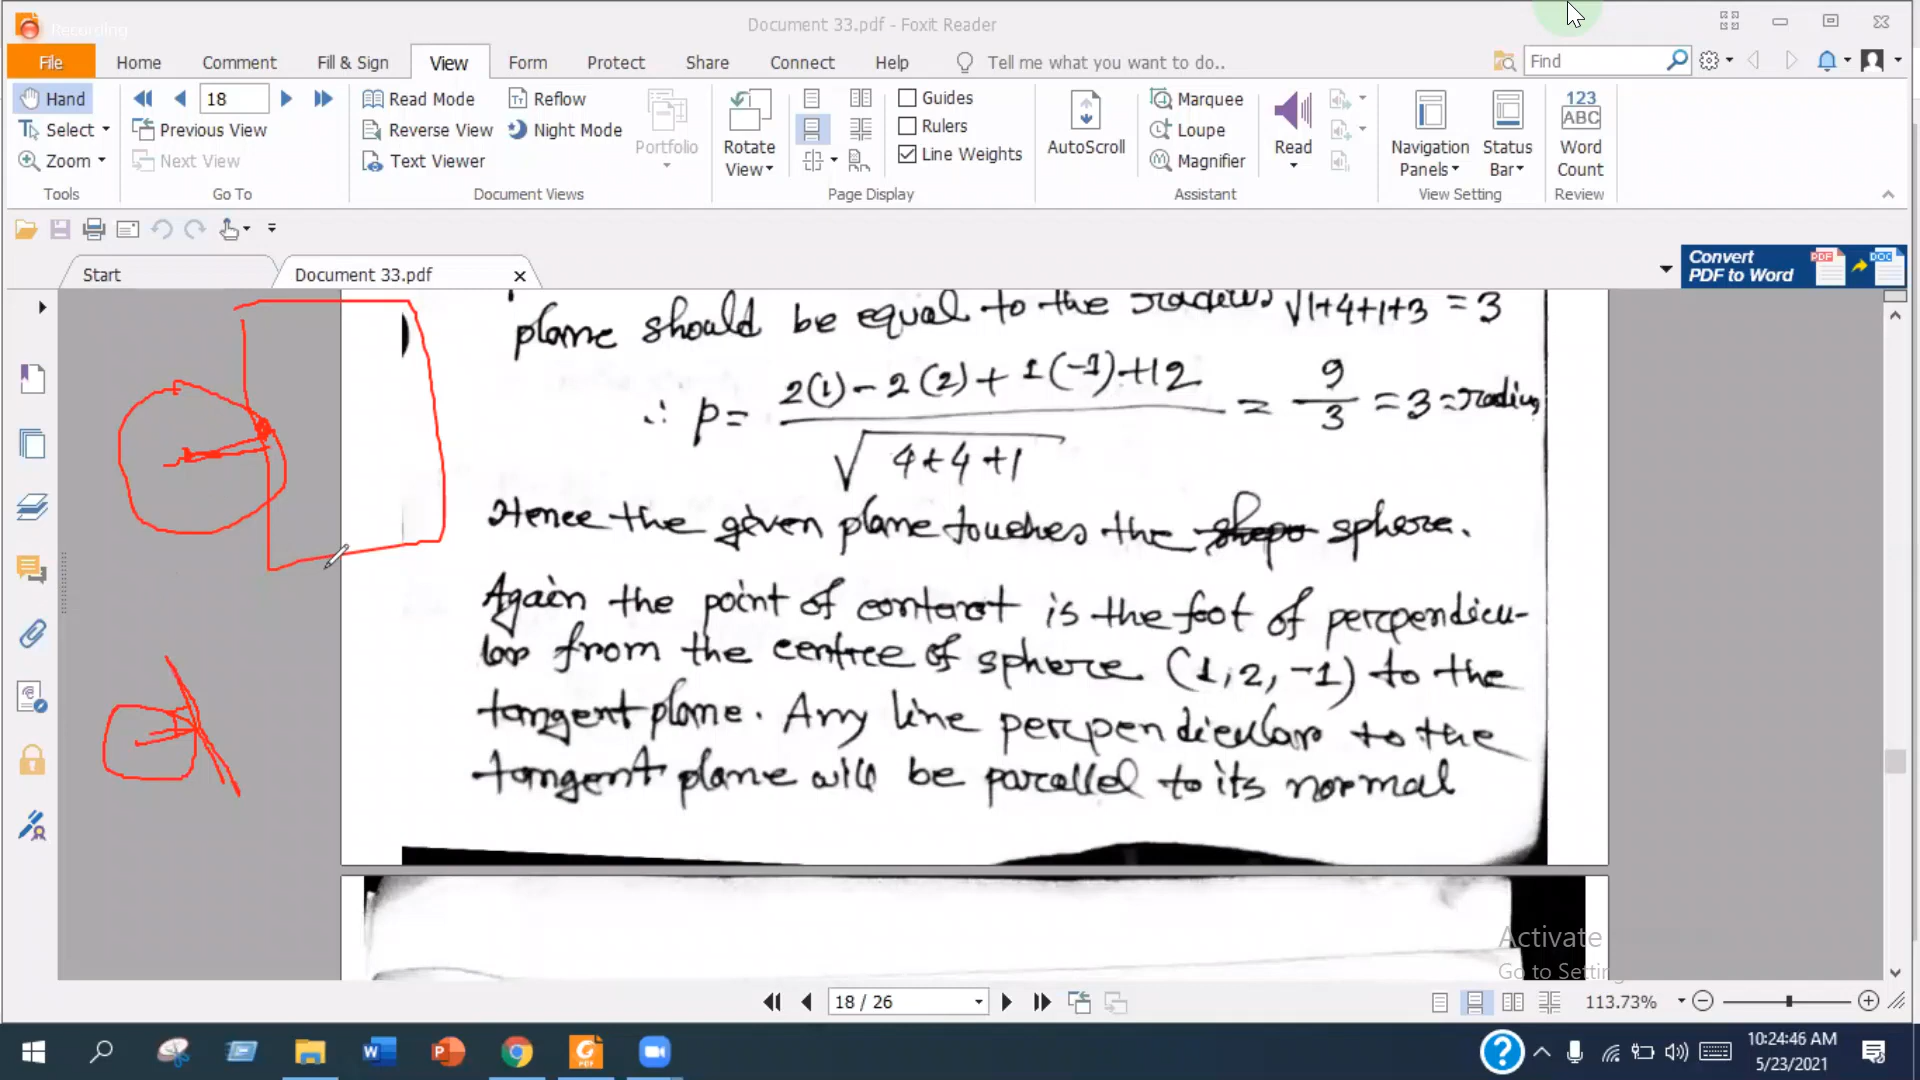 Recording
Document 33.pdf - Foxit Reader
File Home Comment Fill & Sign View Form Protect Share Connect Help Tell me what you want to do.. Find
Hand 18 Read Mode Reflow Guides Marquee
Select Previous View Reverse View Night Mode Rulers Loupe
Zoom Next View Text Viewer Portfolio Rotate View Line Weights AutoScroll Magnifier Read Navigation Panels Status Bar 123 ABC Word Count
Tools Go To Document Views Page Display Assistant View Setting Review
Start Document 33.pdf
Convert
PDF to Word PDF DOC
plane should be equal to the radius √1+4+1+3 = 3
∴ p = 2(1) - 2(2) + 1(-1) + 12 / √4+4+1 = 9/3 = 3 = radius
Hence the given plane touches the sphere.
Again the point of contact is the foot of perpendicu-
lar from the centre of sphere (1, 2, -1) to the
tangent plane. Any line perpendicular to the
tangent plane will be parallel to its normal
Activate
Go to Settin
18 / 26 113.73%
10:24:46 AM
5/23/2021